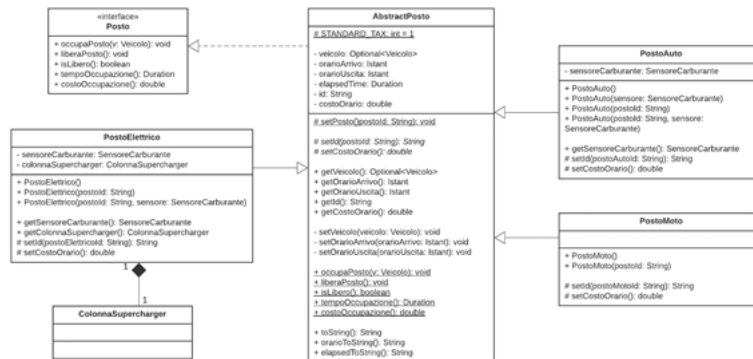 «interface»
Posto
+ occupaPosto(v: Veicolo): void
+ liberaPosto(): void
+ isLibero(): boolean
+ tempoOccupazione(): Duration
+ costoOccupazione(): double
AbstractPosto
# STANDARD_TAX: int = 1
- veicolo: Optional<Veicolo>
- orarioArrivo: Istant
- orarioUscita: Istant
- elapsedTime: Duration
- id: String
- costoOrario: double
# setPosto(postoId: String): void
# setId(postoId: String): String
# setCostoOrario(): double
+ getVeicolo(): Optional<Veicolo>
+ getOrarioArrivo(): Istant
+ getOrarioUscita(): Istant
+ getId(): String
+ getCostoOrario(): double
- setVeicolo(veicolo: Veicolo): void
- setOrarioArrivo(orarioArrivo: Istant): void
- setOrarioUscita(orarioUscita: Istant): void
+ occupaPosto(v: Veicolo): void
+ liberaPosto(): void
+ isLibero(): boolean
+ tempoOccupazione(): Duration
+ costoOccupazione(): double
+ toString(): String
+ orarioToString(): String
+ elapsedToString(): String
PostoAuto
- sensoreCarburante: SensoreCarburante
+ PostoAuto()
+ PostoAuto(sensore: SensoreCarburante)
+ PostoAuto(postoId: String)
+ PostoAuto(postoId: String, sensore:
SensoreCarburante)
+ getSensoreCarburante(): SensoreCarburante
# setId(postoAutoId: String): String
# setCostoOrario(): double
PostoElettrico
- sensoreCarburante: SensoreCarburante
- colonnaSupercharger: ColonnaSupercharger
+ PostoElettrico()
+ PostoElettrico(postoId: String)
+ PostoElettrico(postoId: String, sensore: SensoreCarburante)
+ getSensoreCarburante(): SensoreCarburante
+ getColonnaSupercharger(): ColonnaSupercharger
# setId(postoElettricoId: String): String
# setCostoOrario(): double
1
1
ColonnaSupercharger
PostoMoto
+ PostoMoto()
+ PostoMoto(postoId: String)
# setId(postoMotoId: String): String
# setCostoOrario(): double